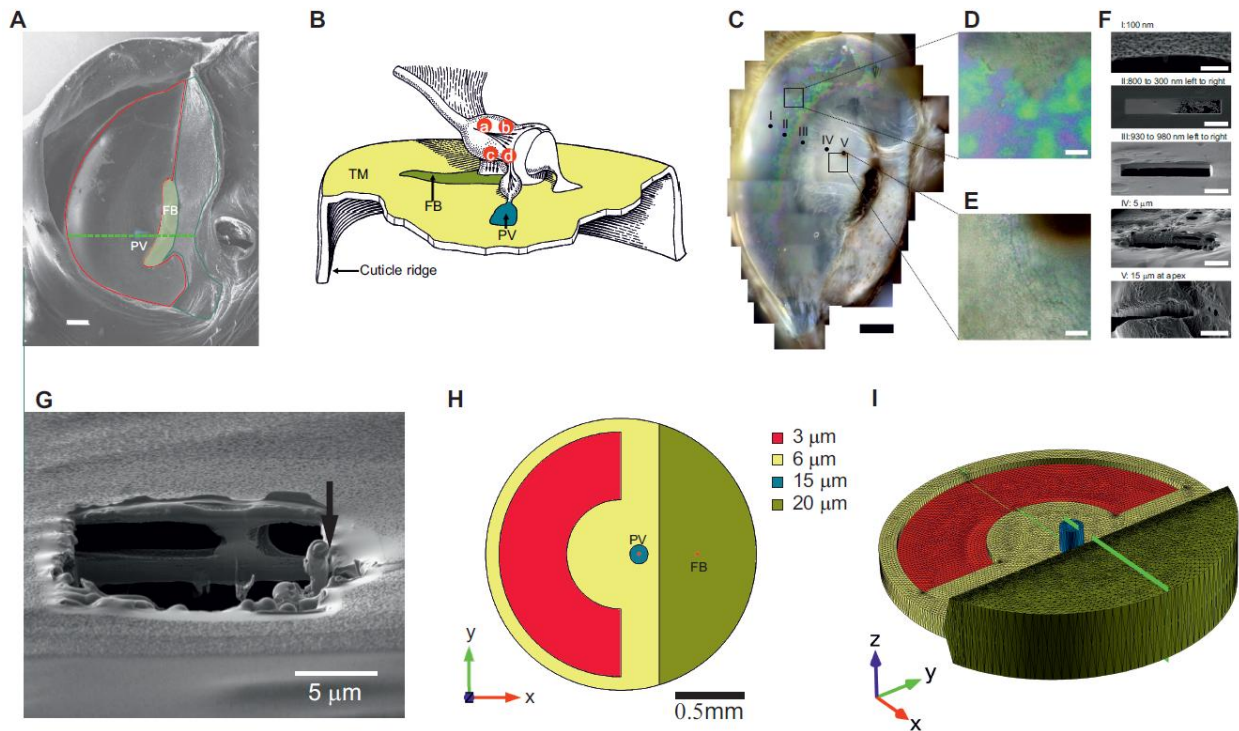 A
FB
PV
B
a
b
c
d
TM
FB
PV
Cuticle ridge
C
I
II
III
IV
V
D
E
F
I:100 nm
II:800 to 300 nm left to right
III:930 to 980 nm left to right
IV: 5 μm
V: 15 μm at apex
G
5 μm
H
PV
FB
3 μm
6 μm
15 μm
20 μm
y
x
0.5mm
I
z
y
x